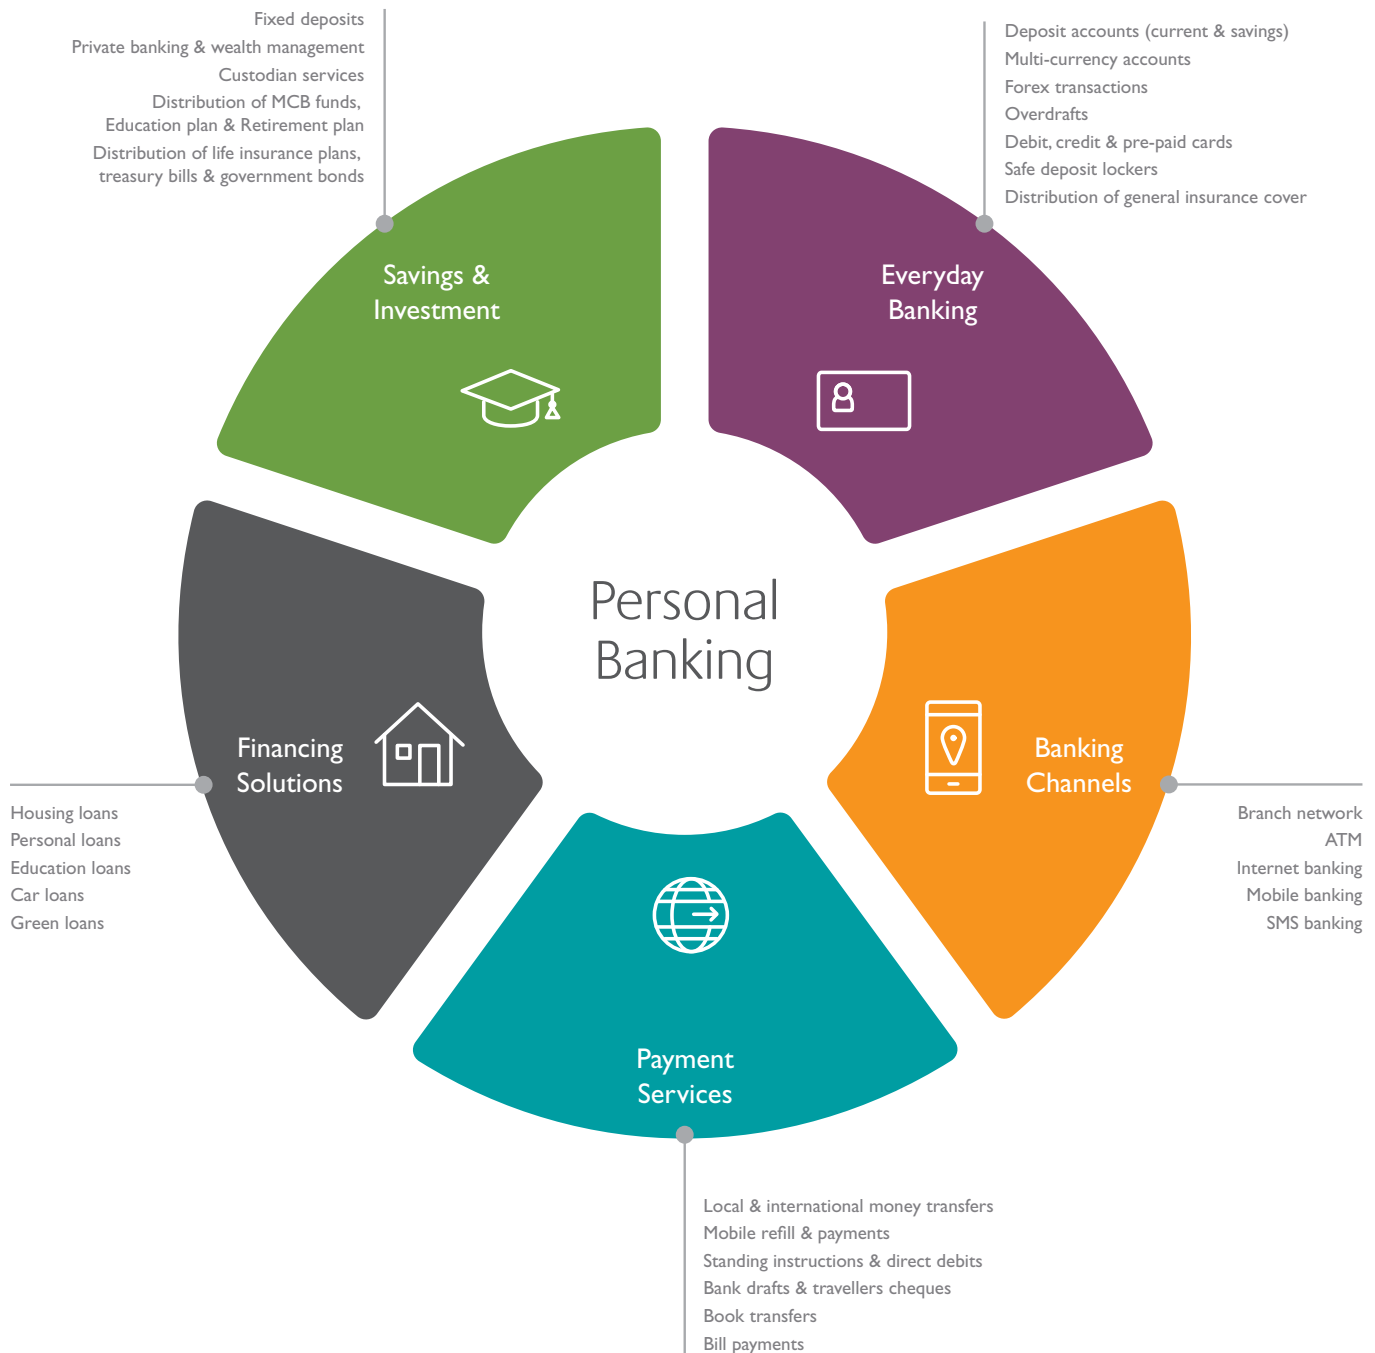 Fixed deposits
Private banking & wealth management
Custodian services
Distribution of MCB funds,
Education plan & Retirement plan
Distribution of life insurance plans,
treasury bills & government bonds
Deposit accounts (current & savings)
Multi-currency accounts
Forex transactions
Overdrafts
Debit, credit & pre-paid cards
Safe deposit lockers
Distribution of general insurance cover
Savings &
Investment
Everyday
Banking
Personal
Banking
Financing
Solutions
Banking
Channels
Housing loans
Personal loans
Education loans
Car loans
Green loans
Branch network
ATM
Internet banking
Mobile banking
SMS banking
Payment
Services
Local & international money transfers
Mobile refill & payments
Standing instructions & direct debits
Bank drafts & travellers cheques
Book transfers
Bill payments